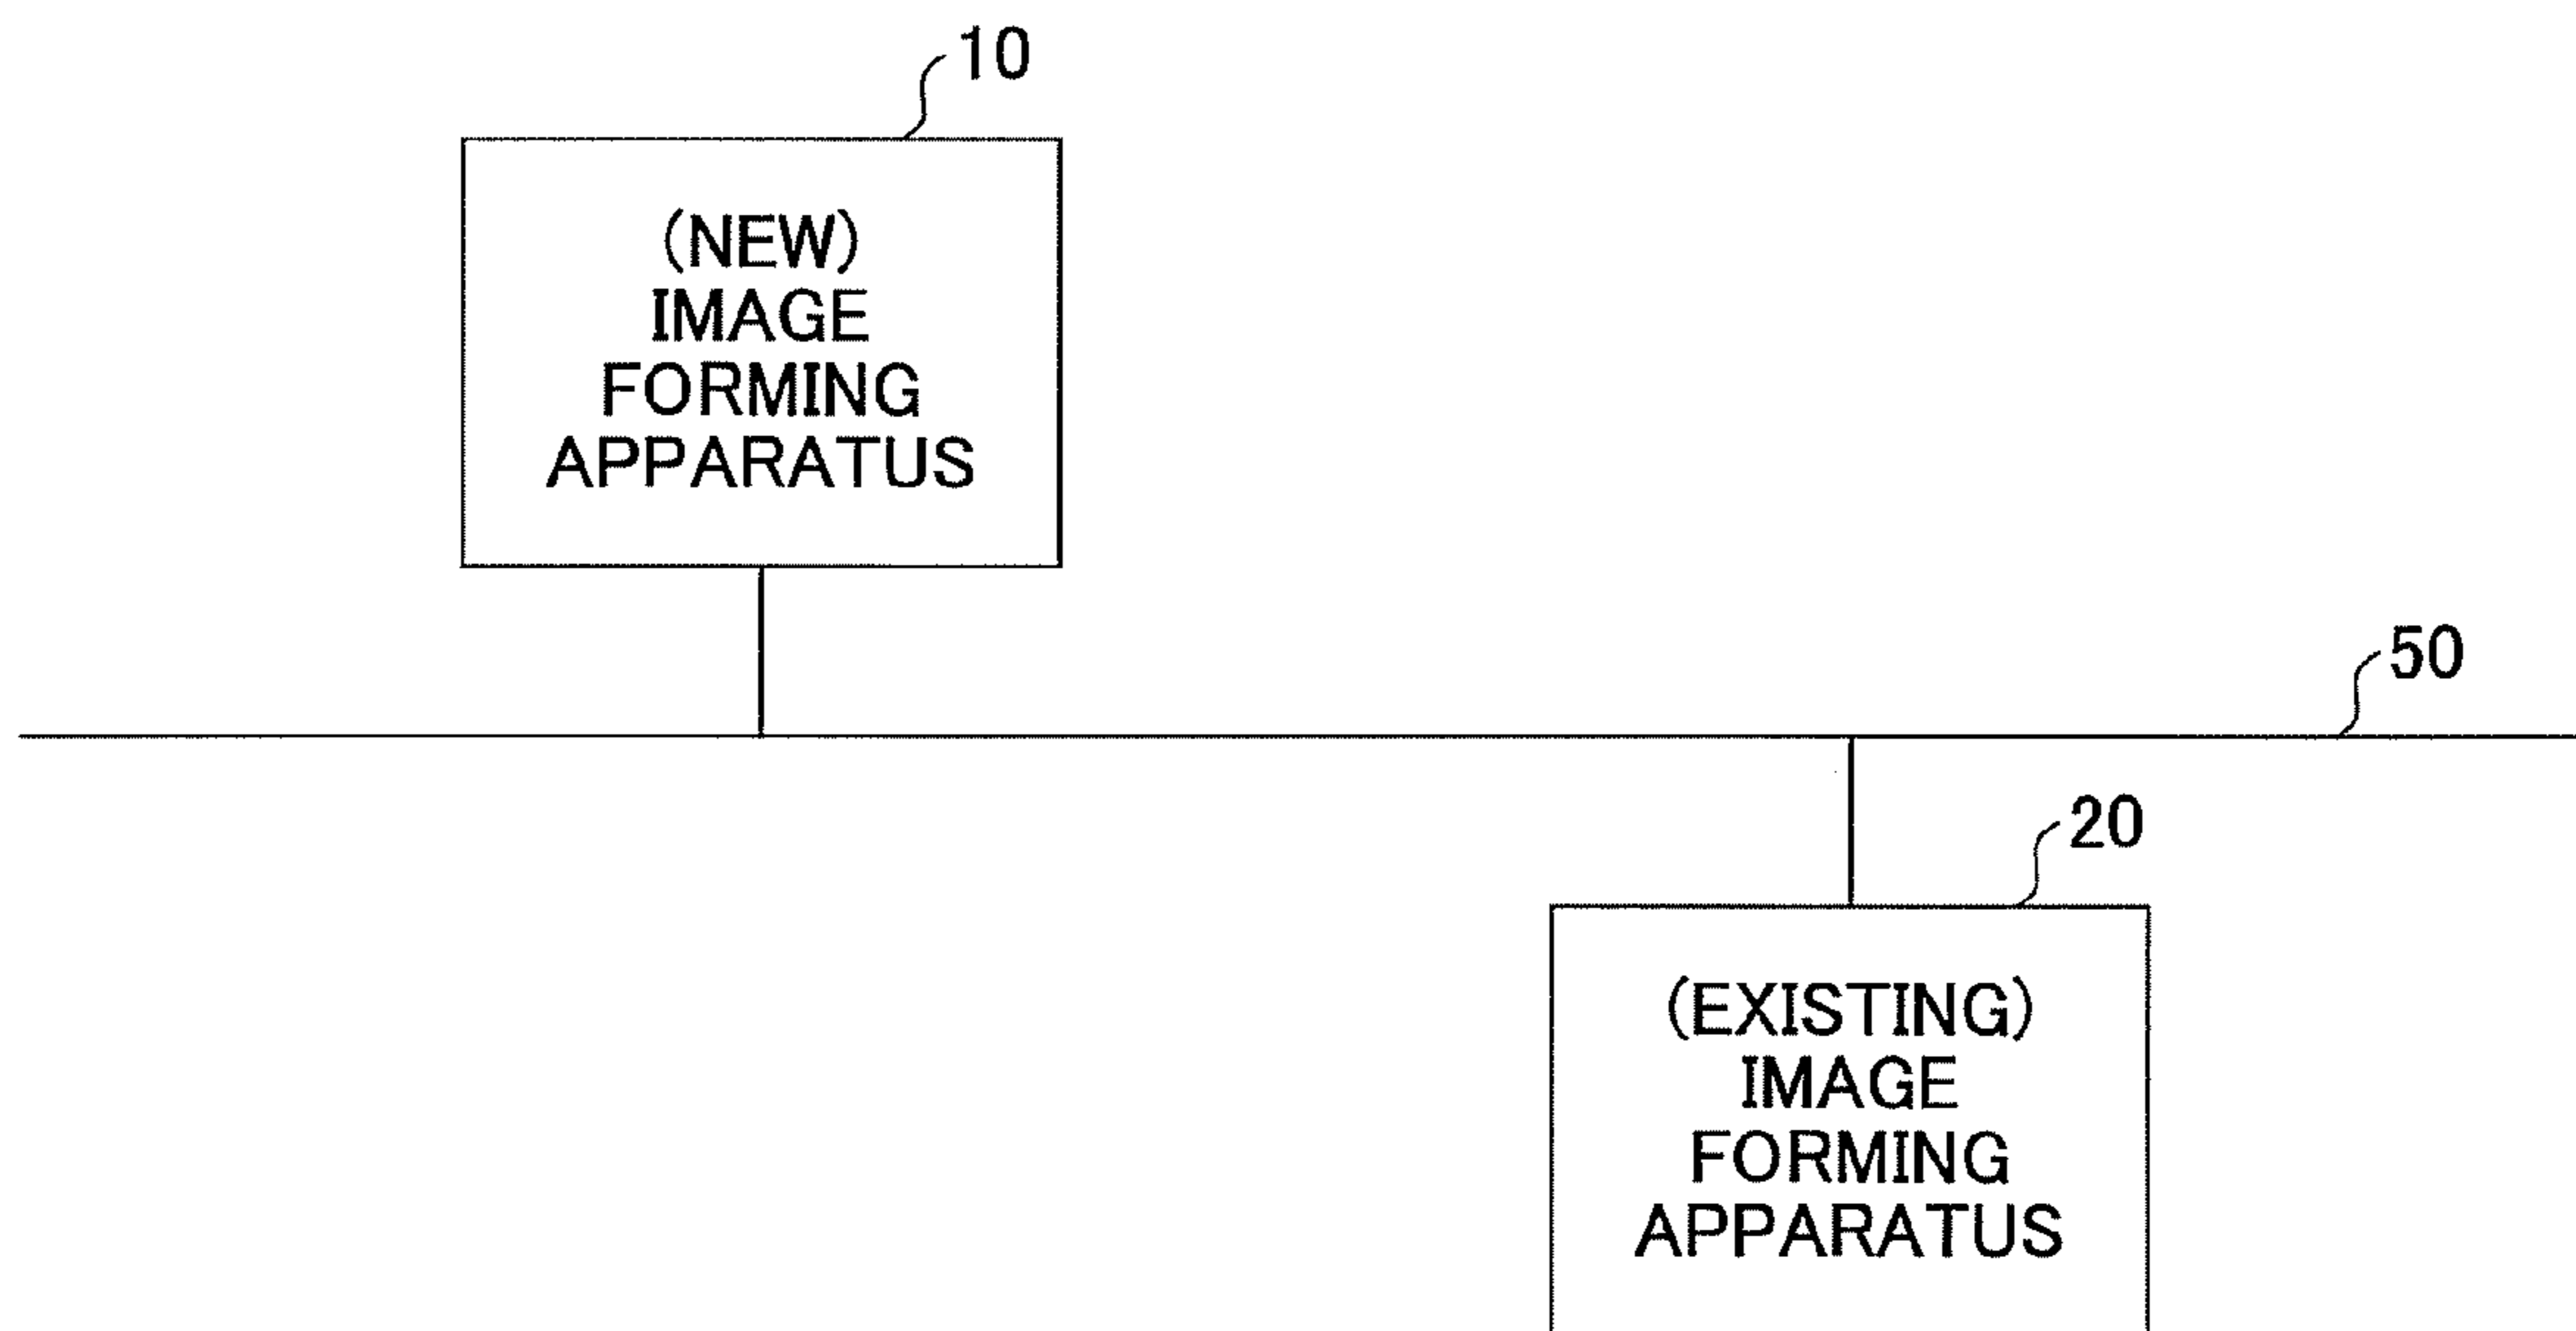 10
(NEW)
IMAGE
FORMING
APPARATUS
50
20
(EXISTING)
IMAGE
FORMING
APPARATUS